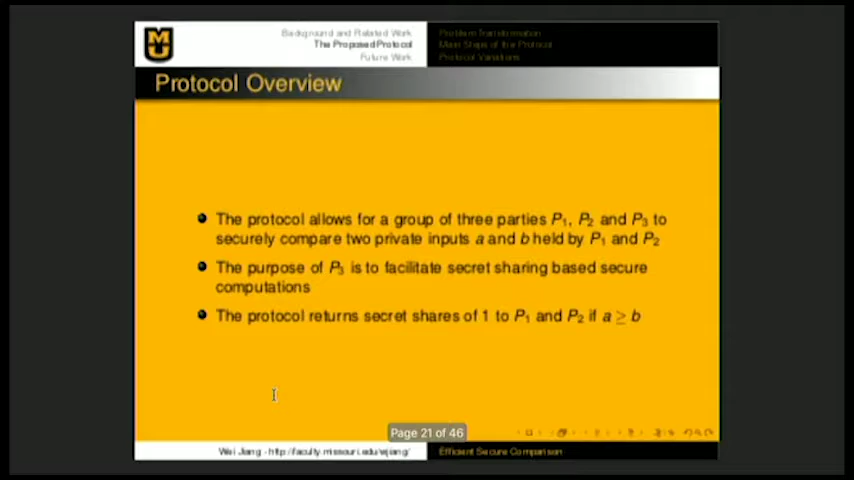 MU
Background and Related Work
The Proposed Protocol
Future Work
Problem Transformation
Main Steps of the Protocol
Protocol Variations
Protocol Overview
The protocol allows for a group of three parties P₁, P₂ and P₃ to
securely compare two private inputs a and b held by P₁ and P₂
The purpose of P₃ is to facilitate secret sharing based secure
computations
The protocol returns secret shares of 1 to P₁ and P₂ if a ≥ b
Page 21 of 46
Wei Jiang - http://faculty.missouri.edu/wjiang/
Efficient Secure Comparison